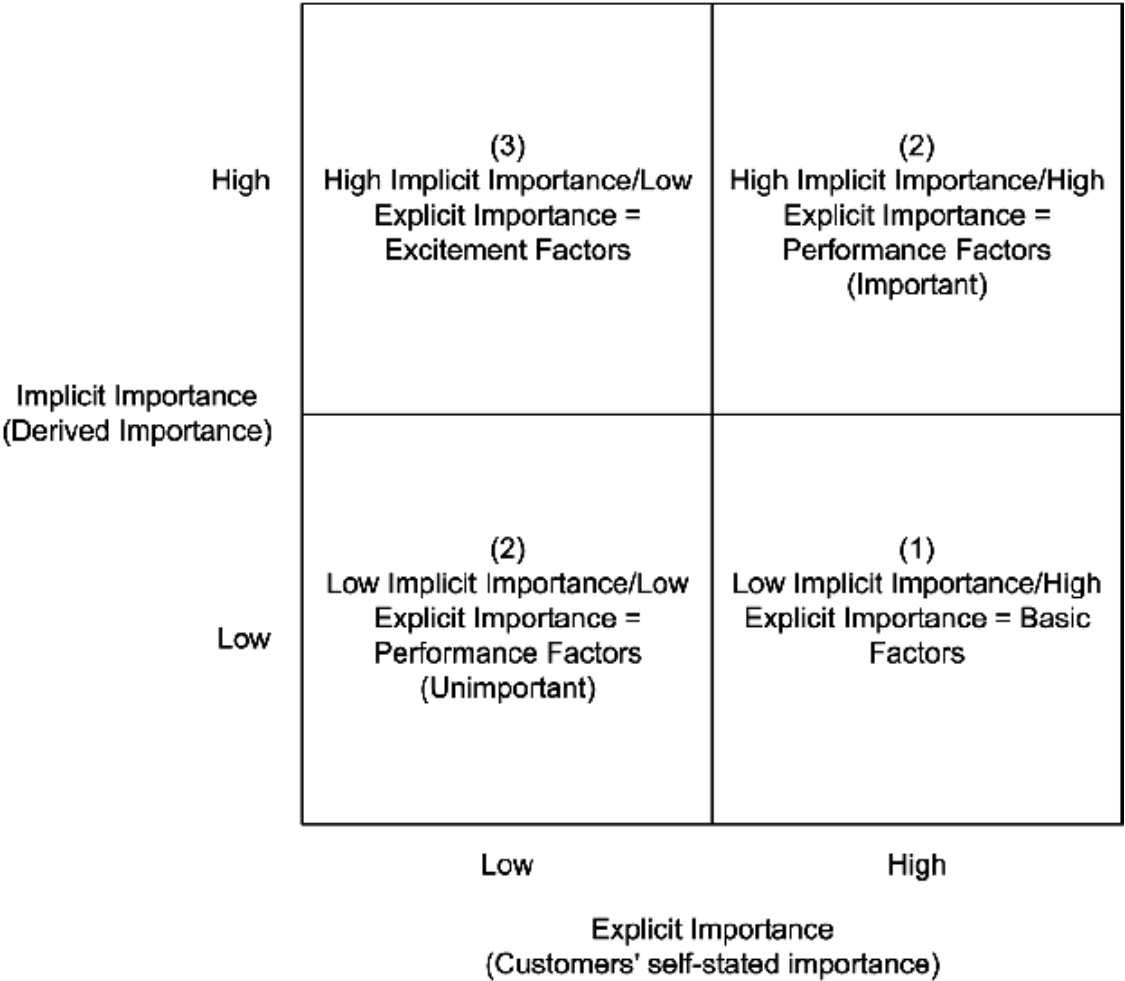 (3)
High Implicit Importance/Low
Explicit Importance =
Excitement Factors
(2)
High Implicit Importance/High
Explicit Importance =
Performance Factors
(Important)
High
Implicit Importance
(Derived Importance)
(2)
Low Implicit Importance/Low
Explicit Importance =
Performance Factors
(Unimportant)
(1)
Low Implicit Importance/High
Explicit Importance = Basic
Factors
Low
Low
High
Explicit Importance
(Customers' self-stated importance)